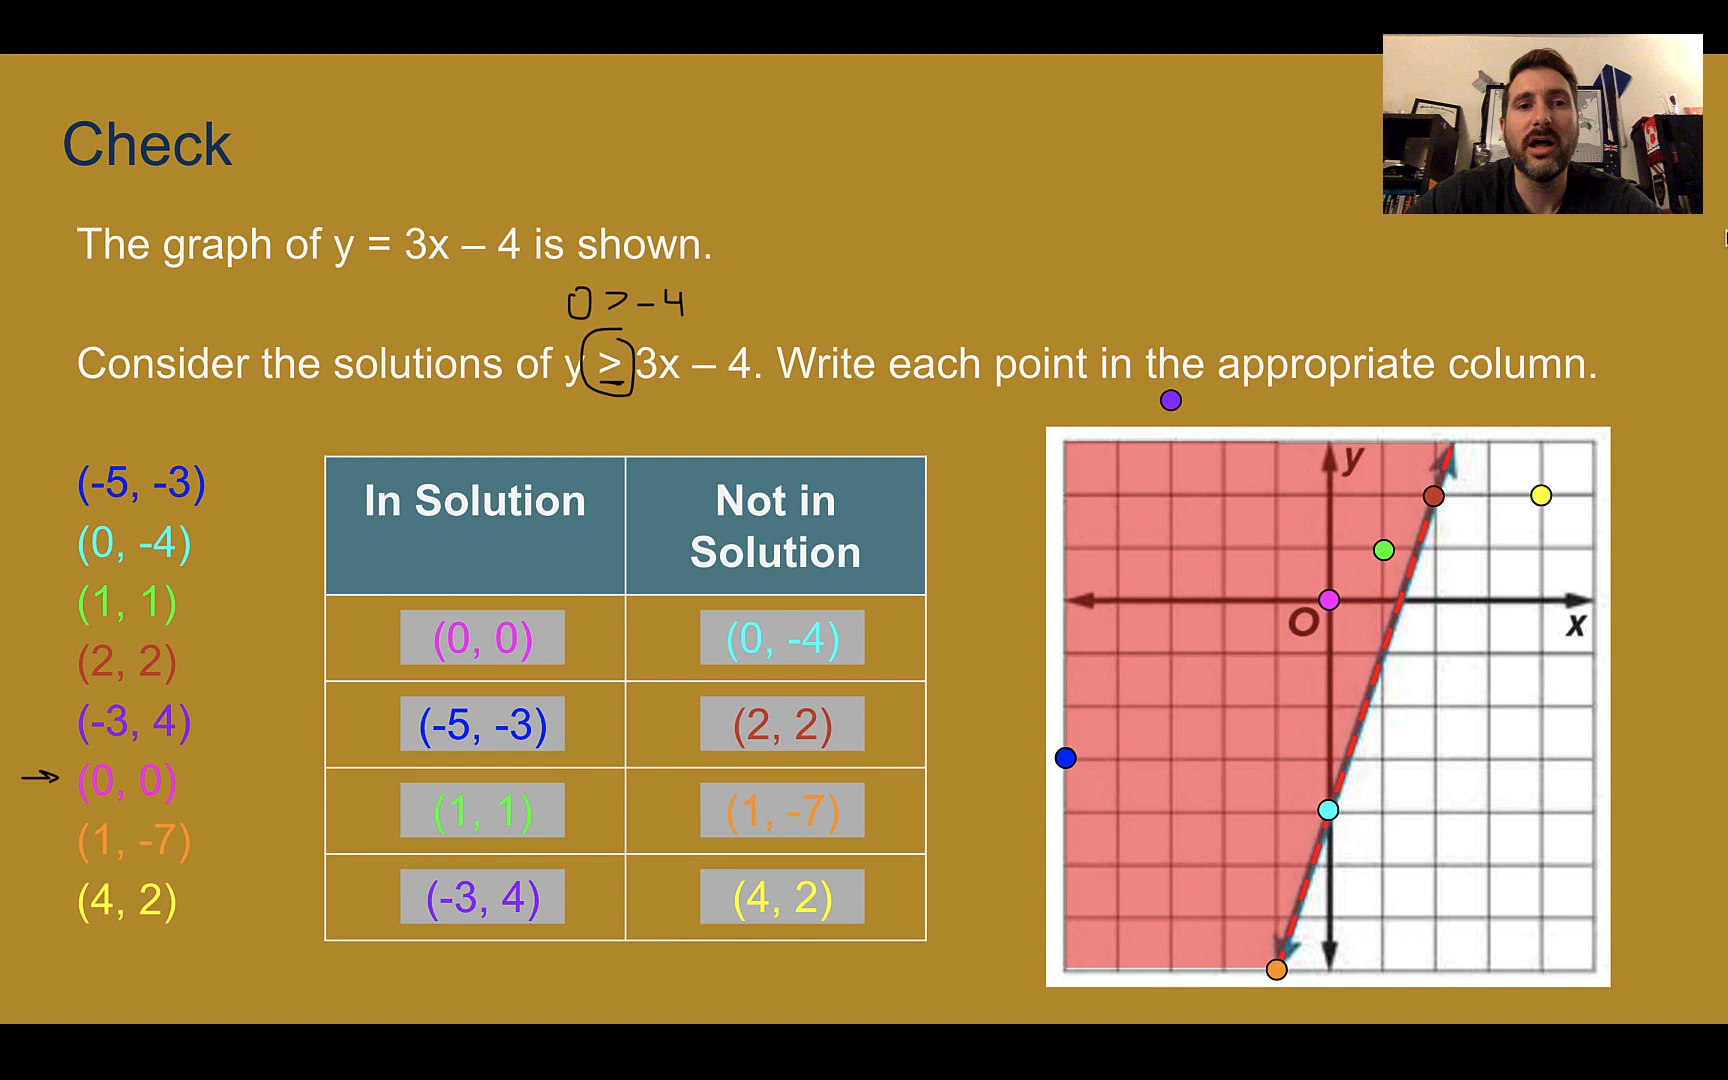 Check
The graph of y = 3x – 4 is shown.
0 > - 4
Consider the solutions of y > 3x – 4. Write each point in the appropriate column.
(-5, -3)
(0, -4)
(1, 1)
(2, 2)
(-3, 4)
→ (0, 0)
(1, -7)
(4, 2)
In Solution
Not in
Solution
(0, 0)
(0, -4)
(-5, -3)
(2, 2)
(1, 1)
(1, -7)
(-3, 4)
(4, 2)
y
O
x